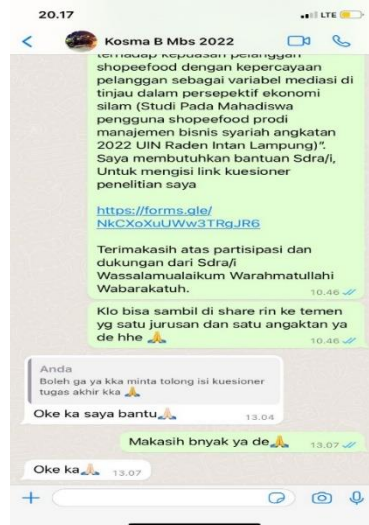 20.17
LTE
Kosma B Mbs 2022
terhadap kepuasan pelanggan
shopeefood dengan kepercayaan
pelanggan sebagai variabel mediasi di
tinjau dalam persepektif ekonomi
silam (Studi Pada Mahadiswa
pengguna shopeefood prodi
manajemen bisnis syariah angkatan
2022 UIN Raden Intan Lampung)”.
Saya membutuhkan bantuan Sdra/i,
Untuk mengisi link kuesioner
penelitian saya
https://forms.gle/
NkCXoXuUWw3TRgJR6
Terimakasih atas partisipasi dan
dukungan dari Sdra/i
Wassalamualaikum Warahmatullahi
Wabarakatuh.
10.46
Klo bisa sambil di share rin ke temen
yg satu jurusan dan satu angaktan ya
de hhe 🙏
10.46
Anda
Boleh ga ya kka minta tolong isi kuesioner
tugas akhir kka 🙏
Oke ka saya bantu🙏🏻
13.04
Makasih bnyak ya de🙏
13.07
Oke ka🙏🏻
13.07